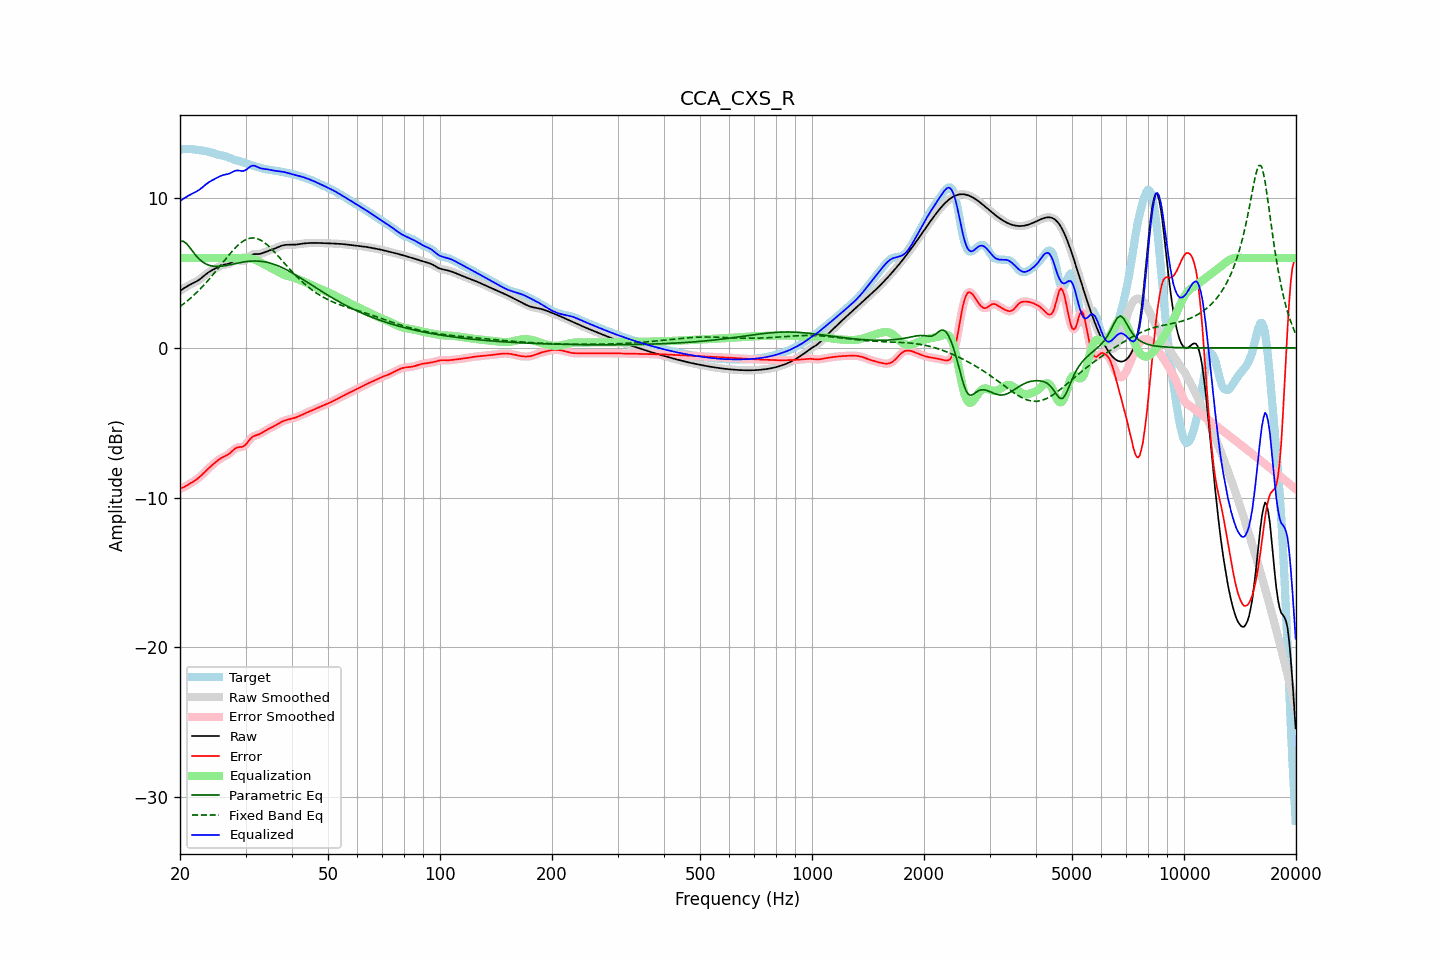 CCA_CXS_R
Amplitude (dBr)
10
0
−10
−20
−30
Target
Raw Smoothed
Error Smoothed
Raw
Error
Equalization
Parametric Eq
Fixed Band Eq
Equalized
20 50 100 200 500 1000 2000 5000 10000 20000
Frequency (Hz)